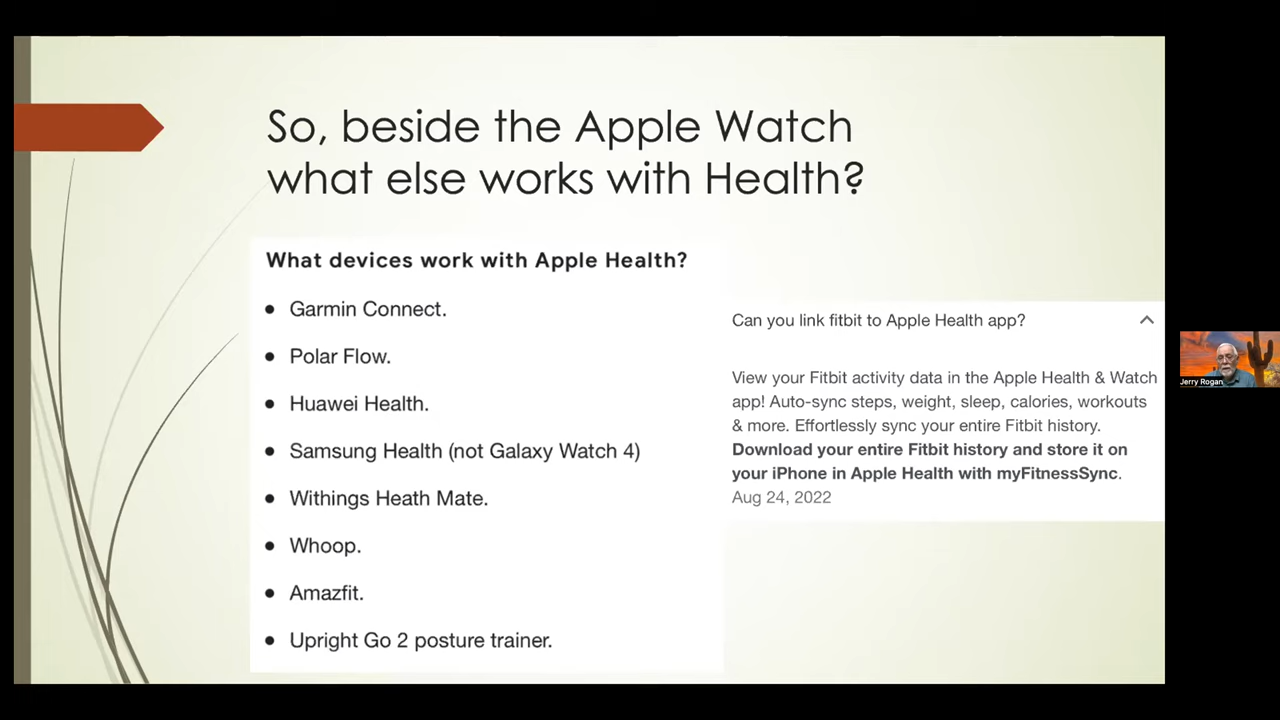 So, beside the Apple Watch
what else works with Health?
What devices work with Apple Health?
• Garmin Connect.
• Polar Flow.
• Huawei Health.
• Samsung Health (not Galaxy Watch 4)
• Withings Heath Mate.
• Whoop.
• Amazfit.
• Upright Go 2 posture trainer.
Can you link fitbit to Apple Health app?
View your Fitbit activity data in the Apple Health & Watch
app! Auto-sync steps, weight, sleep, calories, workouts
& more. Effortlessly sync your entire Fitbit history.
Download your entire Fitbit history and store it on
your iPhone in Apple Health with myFitnessSync.
Aug 24, 2022
Jerry Rogan